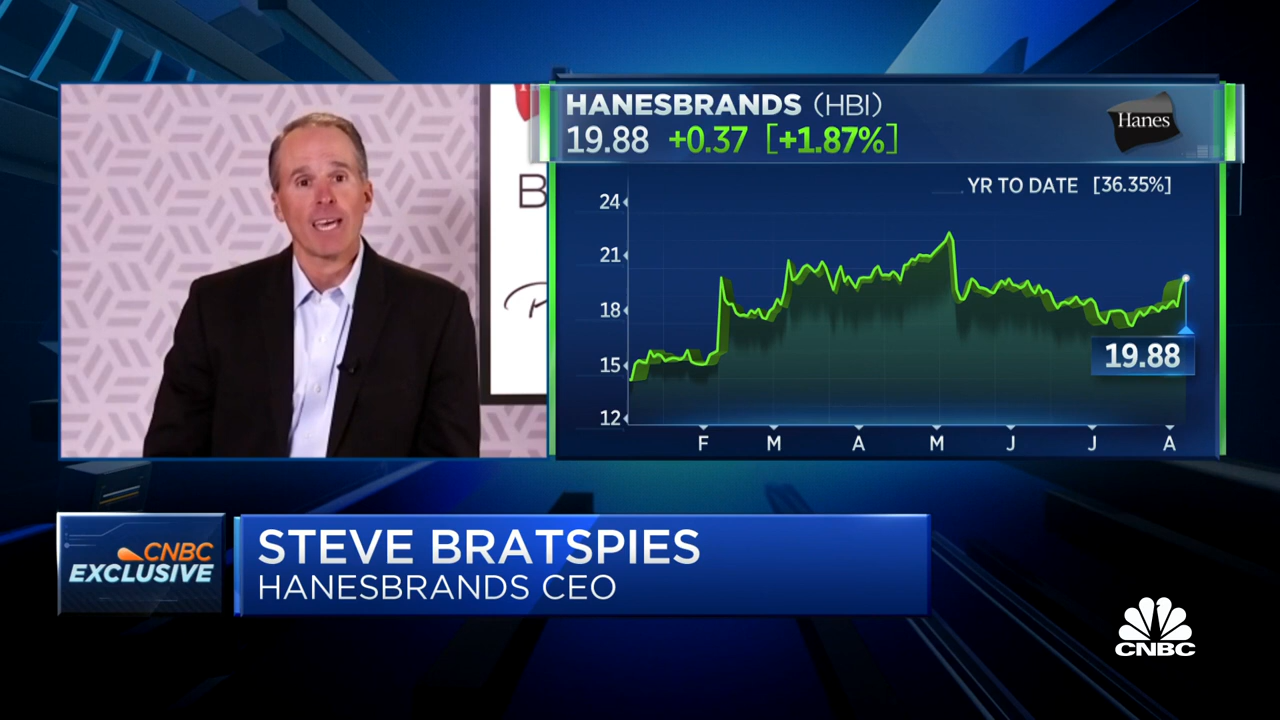 HANESBRANDS (HBI)
19.88 +0.37 [+1.87%]
Hanes
YR TO DATE [36.35%]
24
21
18
15
12
19.88
F M A M J J A
B
CNBC
EXCLUSIVE
STEVE BRATSPIES
HANESBRANDS CEO
CNBC